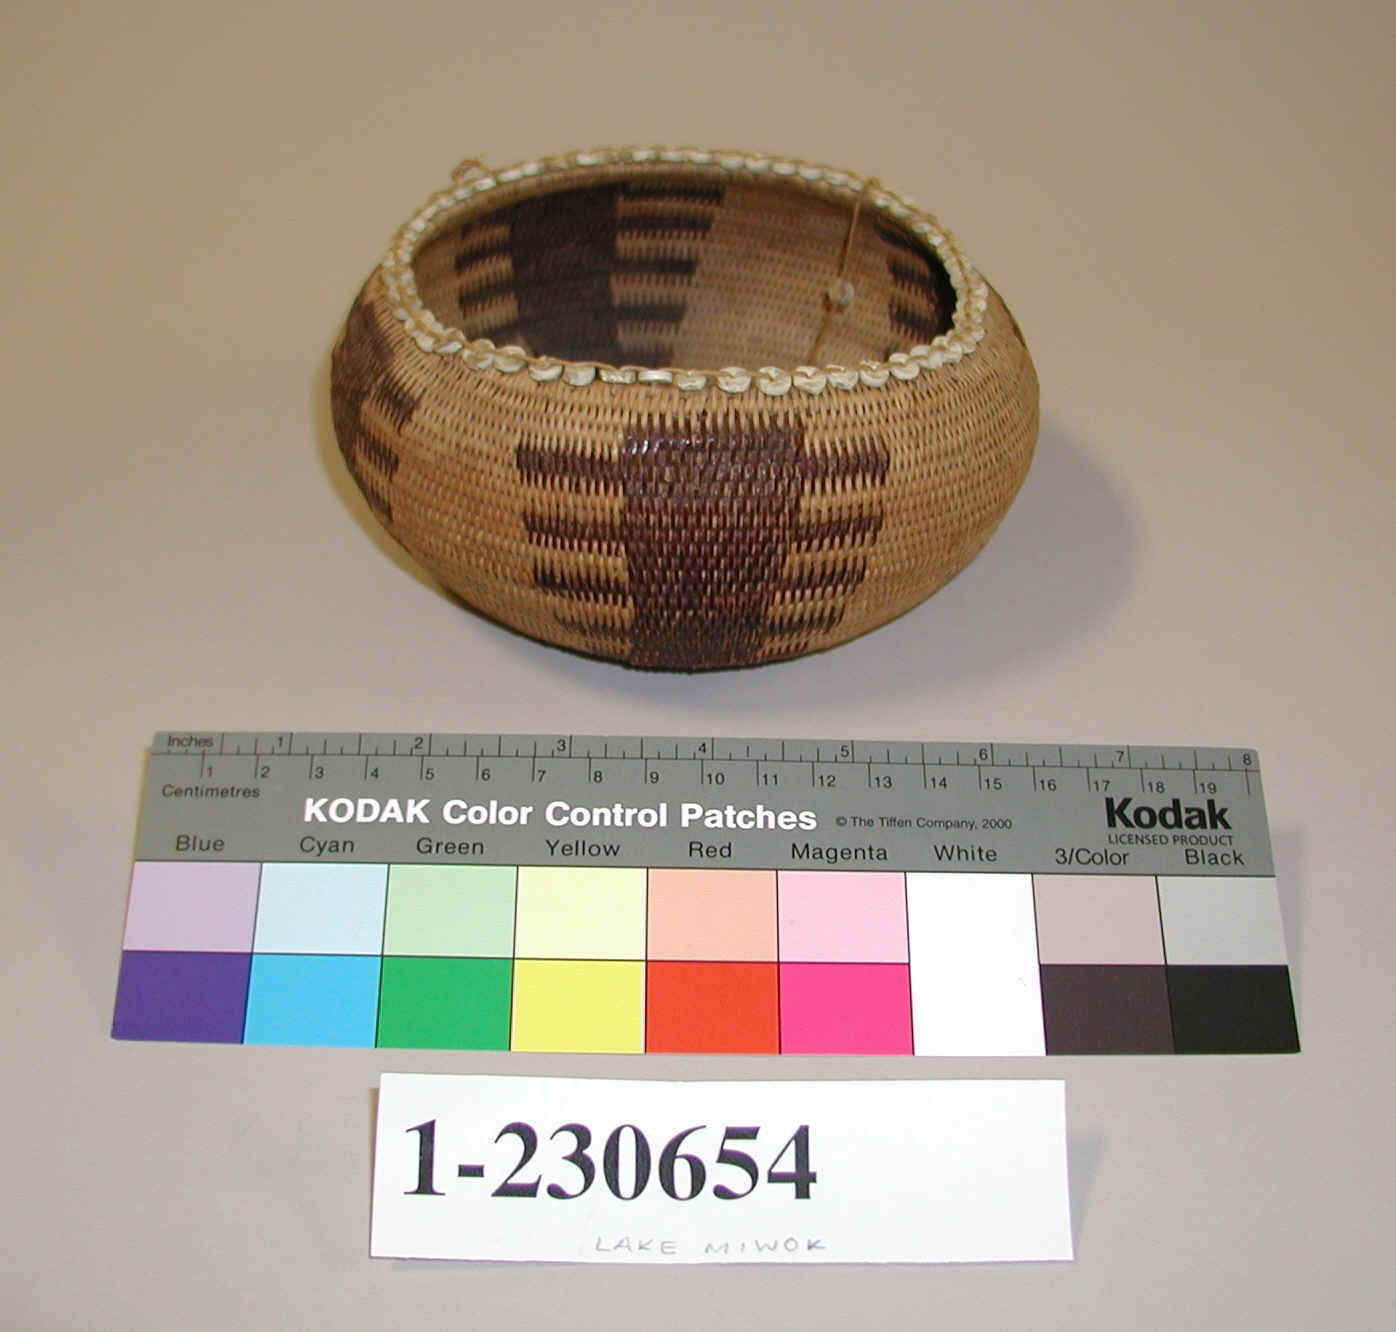 Inches 1 2 3 4 5 6 7 8
1 2 3 4 5 6 7 8 9 10 11 12 13 14 15 16 17 18 19
Centimetres
KODAK Color Control Patches © The Tiffen Company, 2000 Kodak
LICENSED PRODUCT
Blue Cyan Green Yellow Red Magenta White 3/Color Black
1-230654
LAKE MIWOK